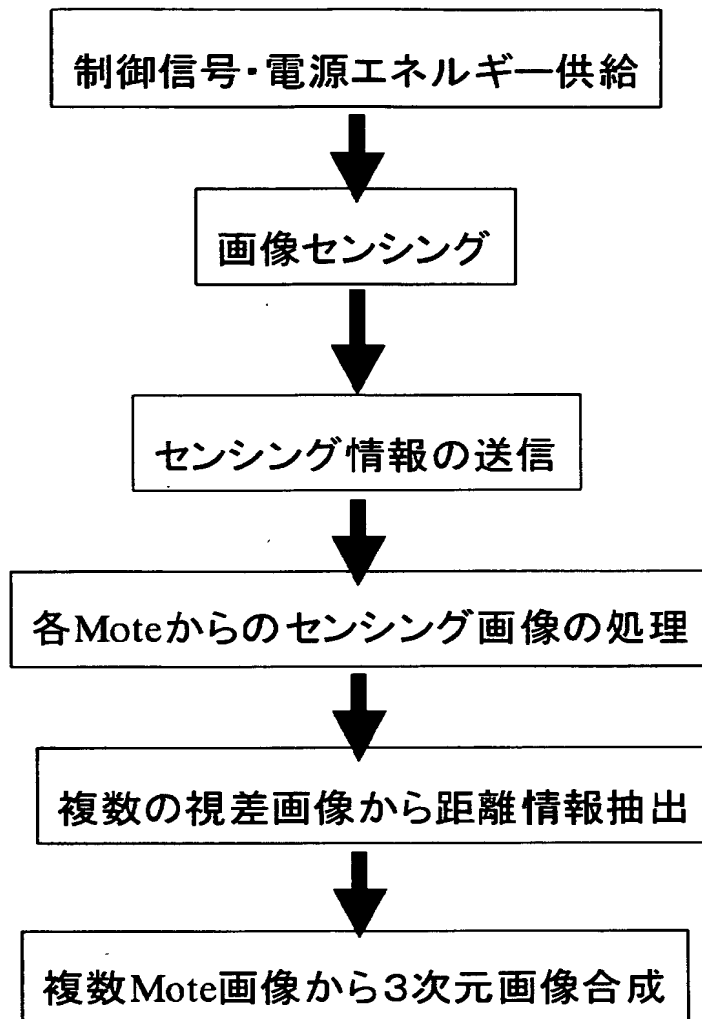 制御信号・電源エネルギー供給
画像センシング
センシング情報の送信
各Moteからのセンシング画像の処理
複数の視差画像から距離情報抽出
複数Mote画像から3次元画像合成